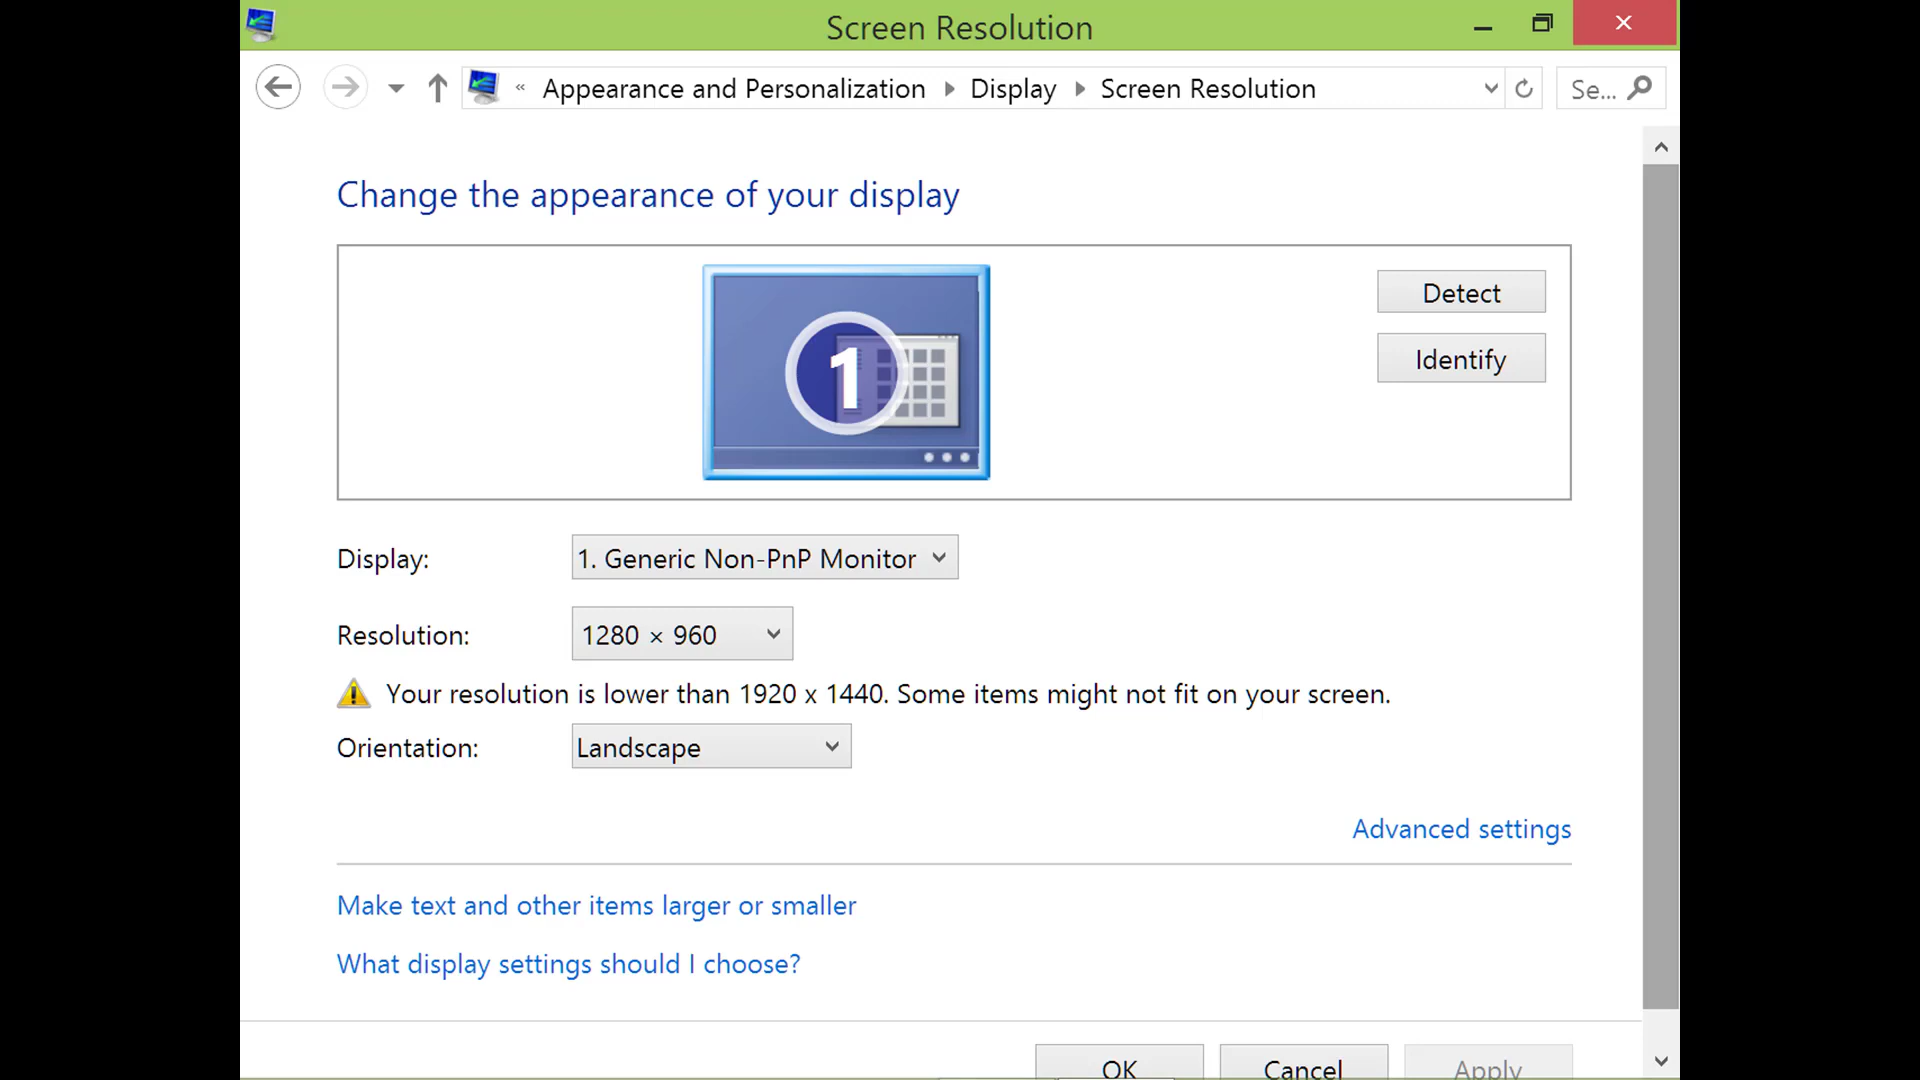 Screen Resolution
« Appearance and Personalization Display Screen Resolution Se...
Change the appearance of your display
1
Detect
Identify
Display: 1. Generic Non-PnP Monitor
Resolution: 1280 × 960
Your resolution is lower than 1920 x 1440. Some items might not fit on your screen.
Orientation: Landscape
Advanced settings
Make text and other items larger or smaller
What display settings should I choose?
OK Cancel Apply